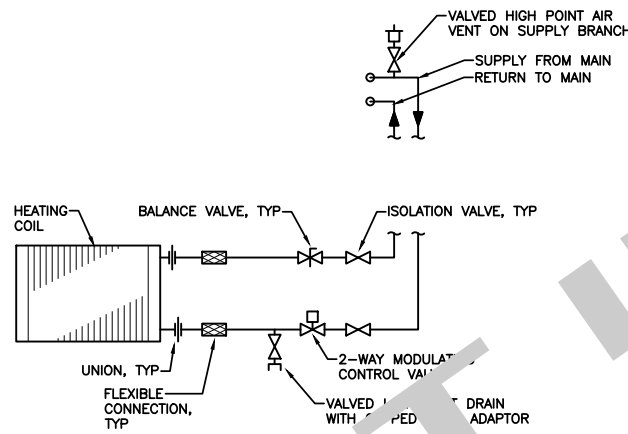 VALVED HIGH POINT AIR
VENT ON SUPPLY BRANCH
SUPPLY FROM MAIN
RETURN TO MAIN
HEATING
COIL
BALANCE VALVE, TYP
ISOLATION VALVE, TYP
UNION, TYP
2-WAY
CONTROL
FLEXIBLE
CONNECTION,
TYP
VALVED DRAIN
WITH ADAPTOR